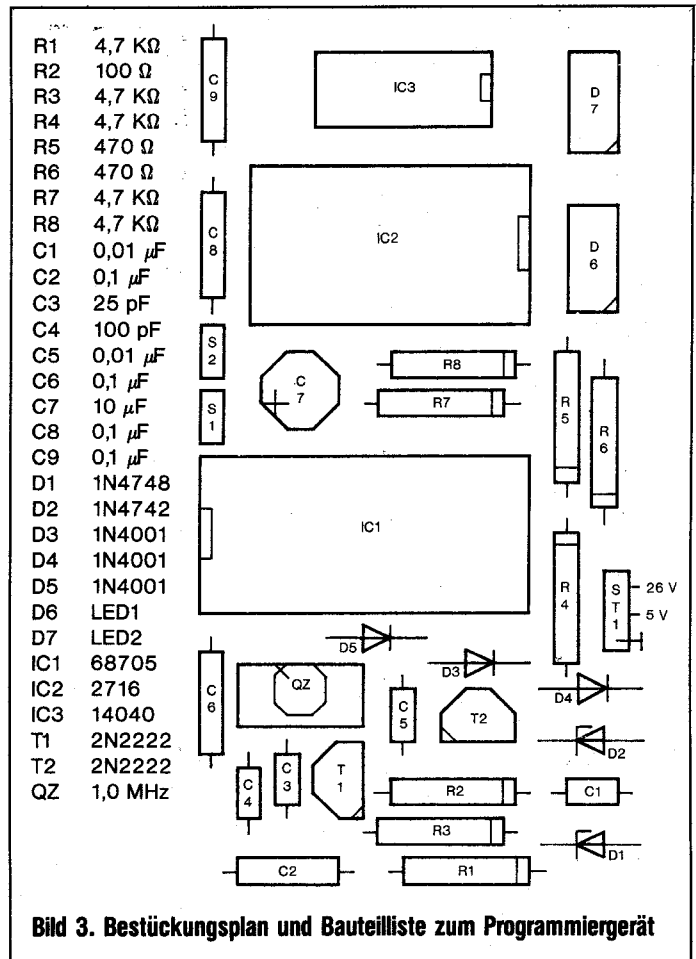 R1 4,7 KΩ
R2 100 Ω
R3 4,7 KΩ
R4 4,7 KΩ
R5 470 Ω
R6 470 Ω
R7 4,7 KΩ
R8 4,7 KΩ
C1 0,01 µF
C2 0,1 µF
C3 25 pF
C4 100 pF
C5 0,01 µF
C6 0,1 µF
C7 10 µF
C8 0,1 µF
C9 0,1 µF
D1 1N4748
D2 1N4742
D3 1N4001
D4 1N4001
D5 1N4001
D6 LED1
D7 LED2
IC1 68705
IC2 2716
IC3 14040
T1 2N2222
T2 2N2222
QZ 1,0 MHz
C9
IC3
D7
C8
IC2
D6
S2
S1
C7
R8
R7
R5
R6
IC1
R4
ST1
26 V
5 V
D5
D3
D4
C6
QZ
C5
T2
D2
C4
C3
T1
R2
C1
R3
D1
C2
R1
Bild 3. Bestückungsplan und Bauteilliste zum Programmiergerät